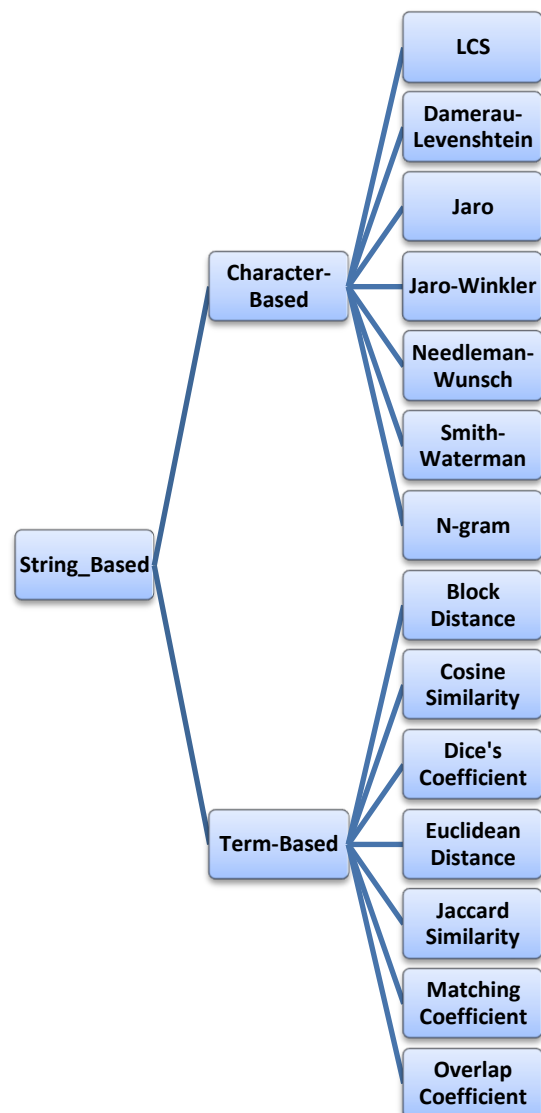 LCS
Damerau-
Levenshtein
Jaro
Character-
Based
Jaro-Winkler
Needleman-
Wunsch
Smith-
Waterman
N-gram
String_Based
Block
Distance
Cosine
Similarity
Dice's
Coefficient
Term-Based
Euclidean
Distance
Jaccard
Similarity
Matching
Coefficient
Overlap
Coefficient